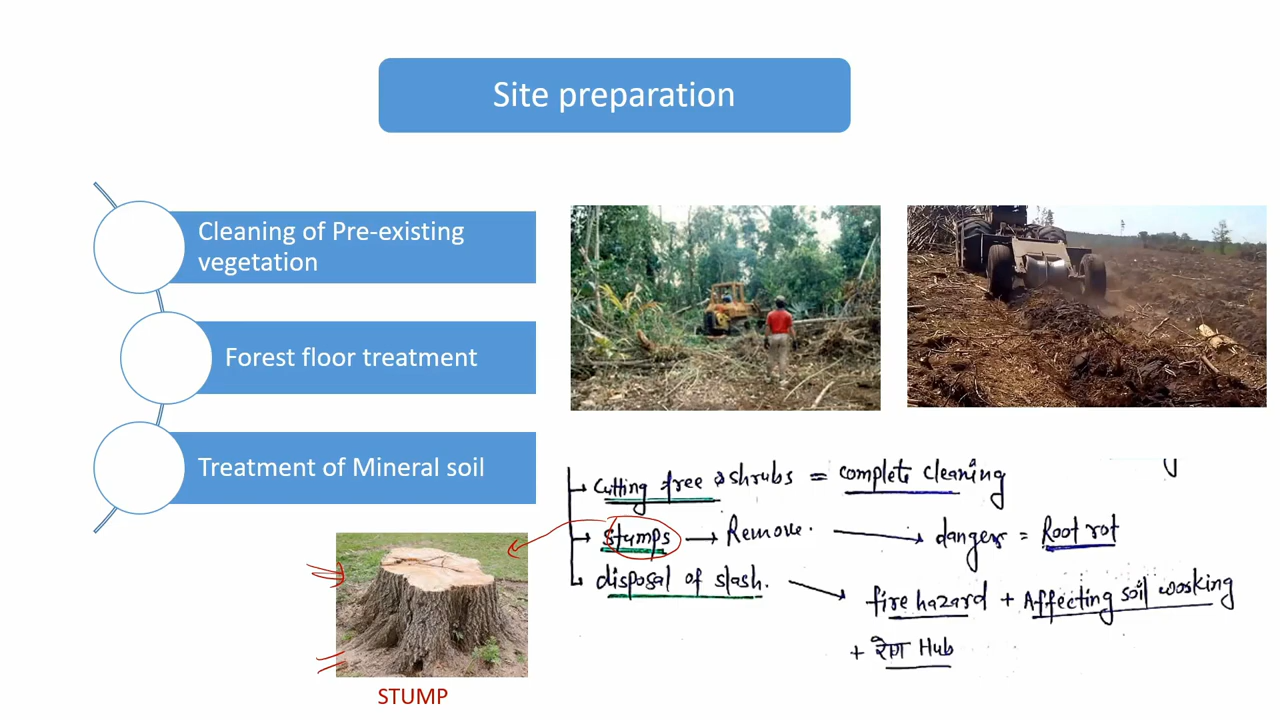 Site preparation
Cleaning of Pre-existing
vegetation
Forest floor treatment
Treatment of Mineral soil
Cutting tree & shrubs = complete cleaning
stumps → Remove. → dangers = Root rot
disposal of slash. → fire hazard + Affecting soil working
+ Hub
STUMP